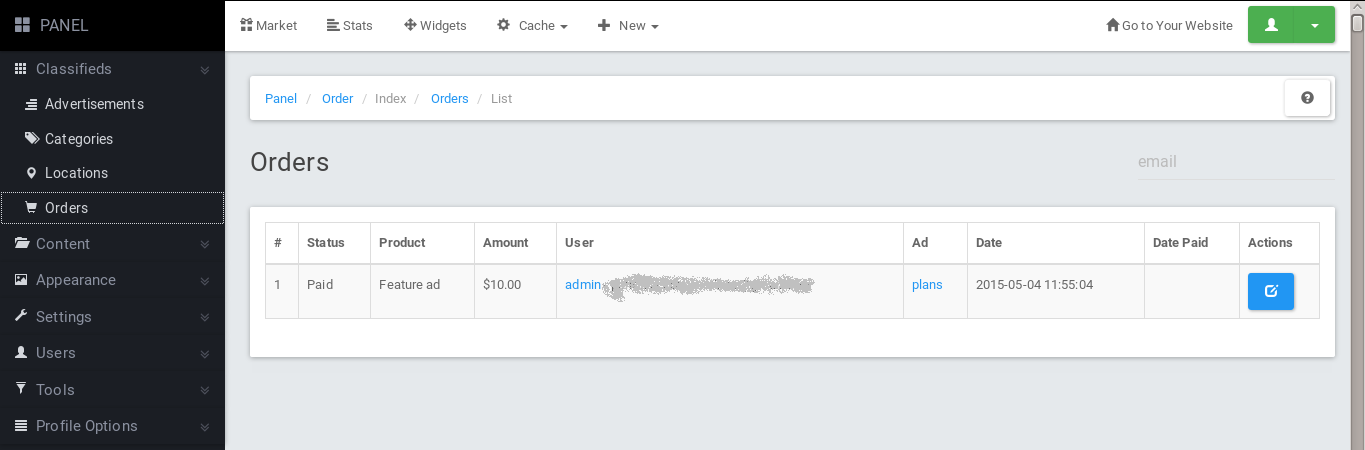 PANEL
Market Stats Widgets Cache New Go to Your Website
Classifieds
Advertisements
Categories
Locations
Orders
Content
Appearance
Settings
Users
Tools
Profile Options
Panel / Order / Index / Orders / List
Orders
email
# Status Product Amount User Ad Date Date Paid Actions
1 Paid Feature ad $10.00 admin plans 2015-05-04 11:55:04